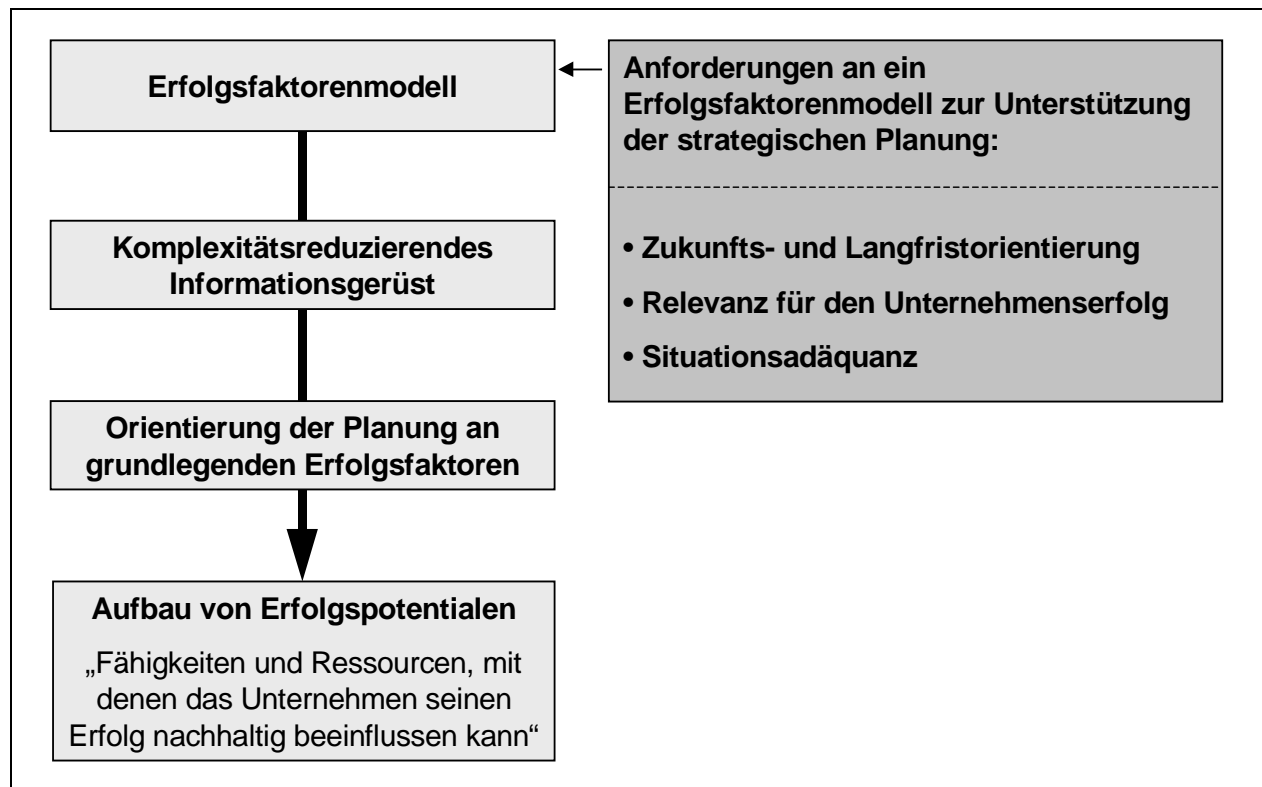 Erfolgsfaktorenmodell
Anforderungen an ein
Erfolgsfaktorenmodell zur Unterstützung
der strategischen Planung:
• Zukunfts- und Langfristorientierung
• Relevanz für den Unternehmenserfolg
• Situationsadäquanz
Komplexitätsreduzierendes
Informationsgerüst
Orientierung der Planung an
grundlegenden Erfolgsfaktoren
Aufbau von Erfolgspotentialen
„Fähigkeiten und Ressourcen, mit
denen das Unternehmen seinen
Erfolg nachhaltig beeinflussen kann“